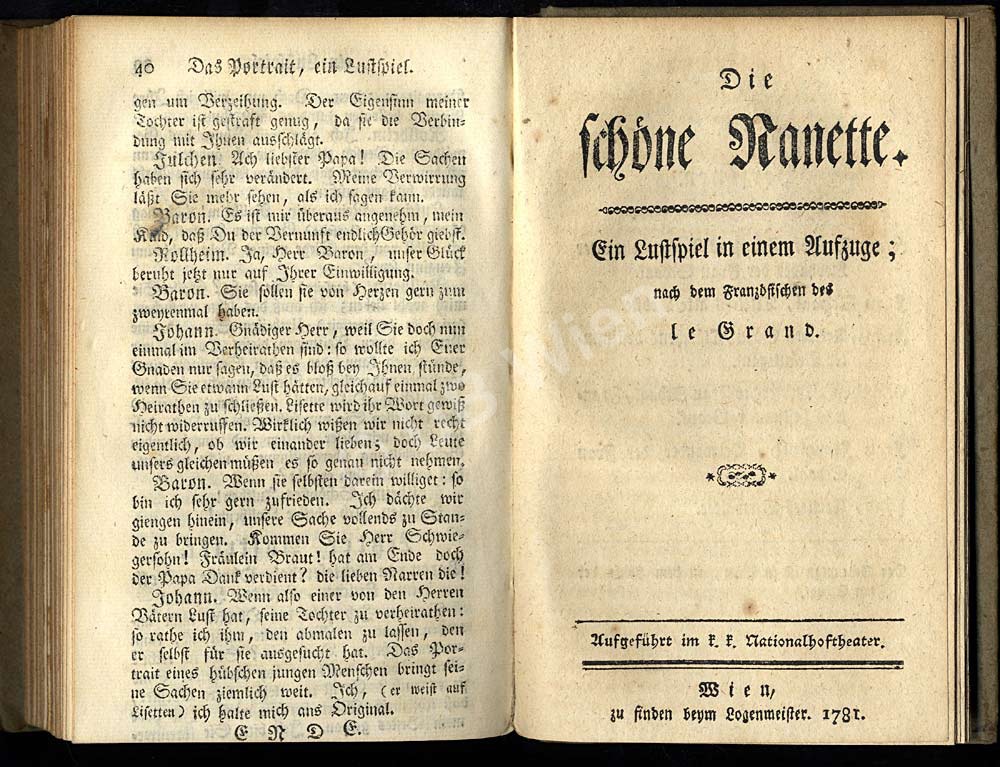 40 Das Portrait, ein Lustspiel.
gen um Verzeihung. Der Eigensinn meiner
Tochter ist gestraft genug, da sie die Verbin-
dung mit Ihnen ausschlägt.
Julchen. Ach liebster Papa! Die Sachen
haben sich sehr verändert. Meine Verwirrung
läßt Sie mehr sehen, als ich sagen kann.
Baron. Es ist mir überaus angenehm, mein
Kind, daß Du der Vernunft endlich Gehör giebst.
Rollheim. Ja, Herr Baron, unser Glück
beruht jetzt nur auf Ihrer Einwilligung.
Baron. Sie sollen sie von Herzen gern zum
zweytenmal haben.
Johann. Gnädiger Herr, weil Sie doch nun
einmal im Verheirathen sind: so wollte ich Euer
Gnaden nur sagen, daß es bloß bey Ihnen stünde,
wenn Sie etwann Lust hätten, gleich auf einmal zwo
Heirathen zu schließen. Lisette wird ihr Wort gewiß
nicht widerruffen. Wirklich wißen wir nicht recht
eigentlich, ob wir einander lieben; doch Leute
unsers gleichen müßen es so genau nicht nehmen.
Baron. Wenn sie selbsten darein williget: so
bin ich sehr gern zufrieden. Ich dächte wir
giengen hinein, unsere Sache vollends zu Stan-
de zu bringen. Kommen Sie Herr Schwie-
gersohn! Fräulein Braut! hat am Ende doch
der Papa Dank verdient? die lieben Narren die!
Johann. Wenn also einer von den Herren
Vätern Lust hat, seine Tochter zu verheirathen:
so rathe ich ihm, den abmalen zu lassen, den
er selbst für sie ausgesucht hat. Das Por-
trait eines hübschen jungen Menschen bringt sei-
ne Sachen ziemlich weit. Ich, (er weist auf
Lisetten) ich halte mich ans Original.
E N D E.
Die
schöne Nanette.
Ein Lustspiel in einem Aufzuge;
nach dem Französischen des
le Grand.
Aufgeführt im k. k. Nationalhoftheater.
Wien,
zu finden beym Logenmeister. 1781.